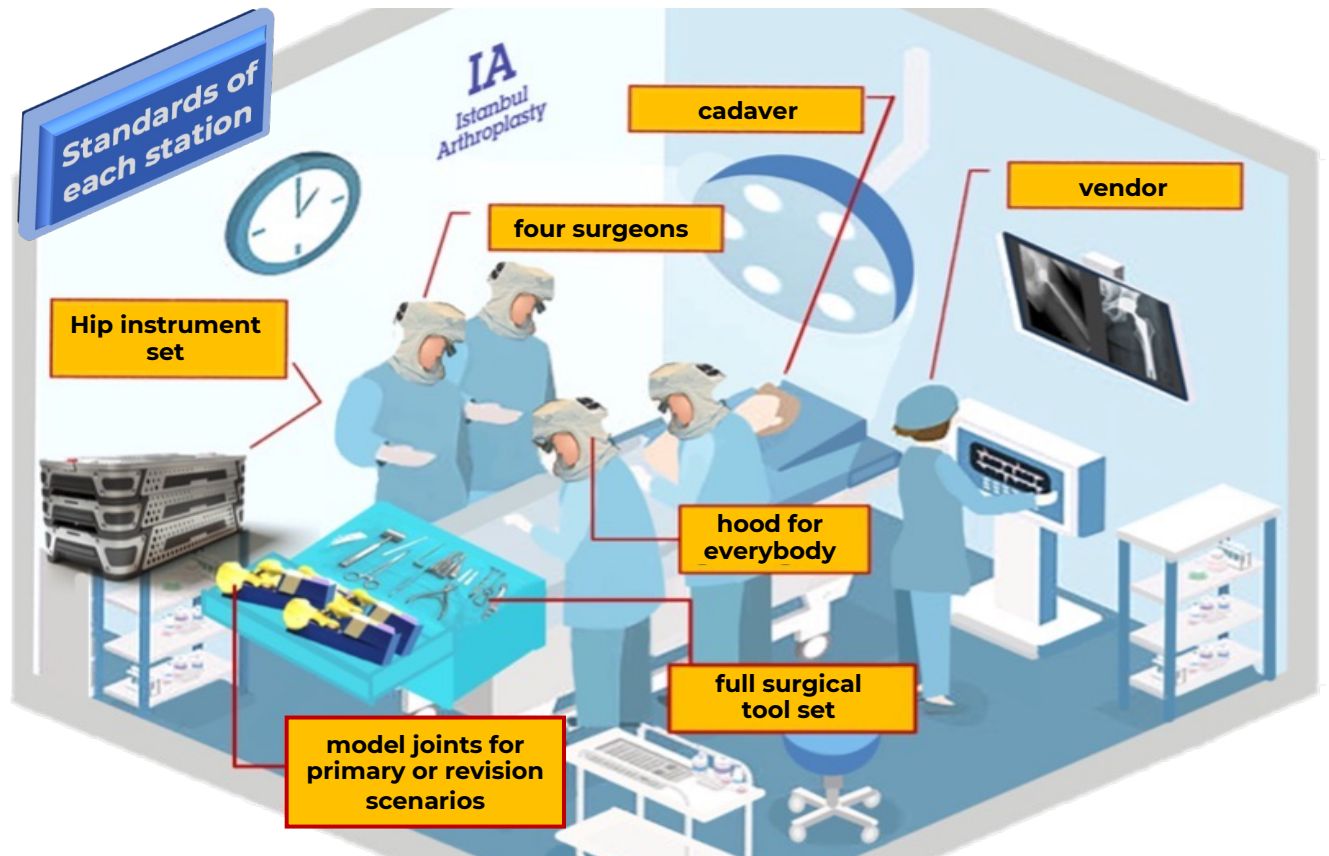 Standards of
each station
IA
Istanbul
Arthroplasty
cadaver
vendor
four surgeons
Hip instrument
set
hood for
everybody
full surgical
tool set
model joints for
primary or revision
scenarios